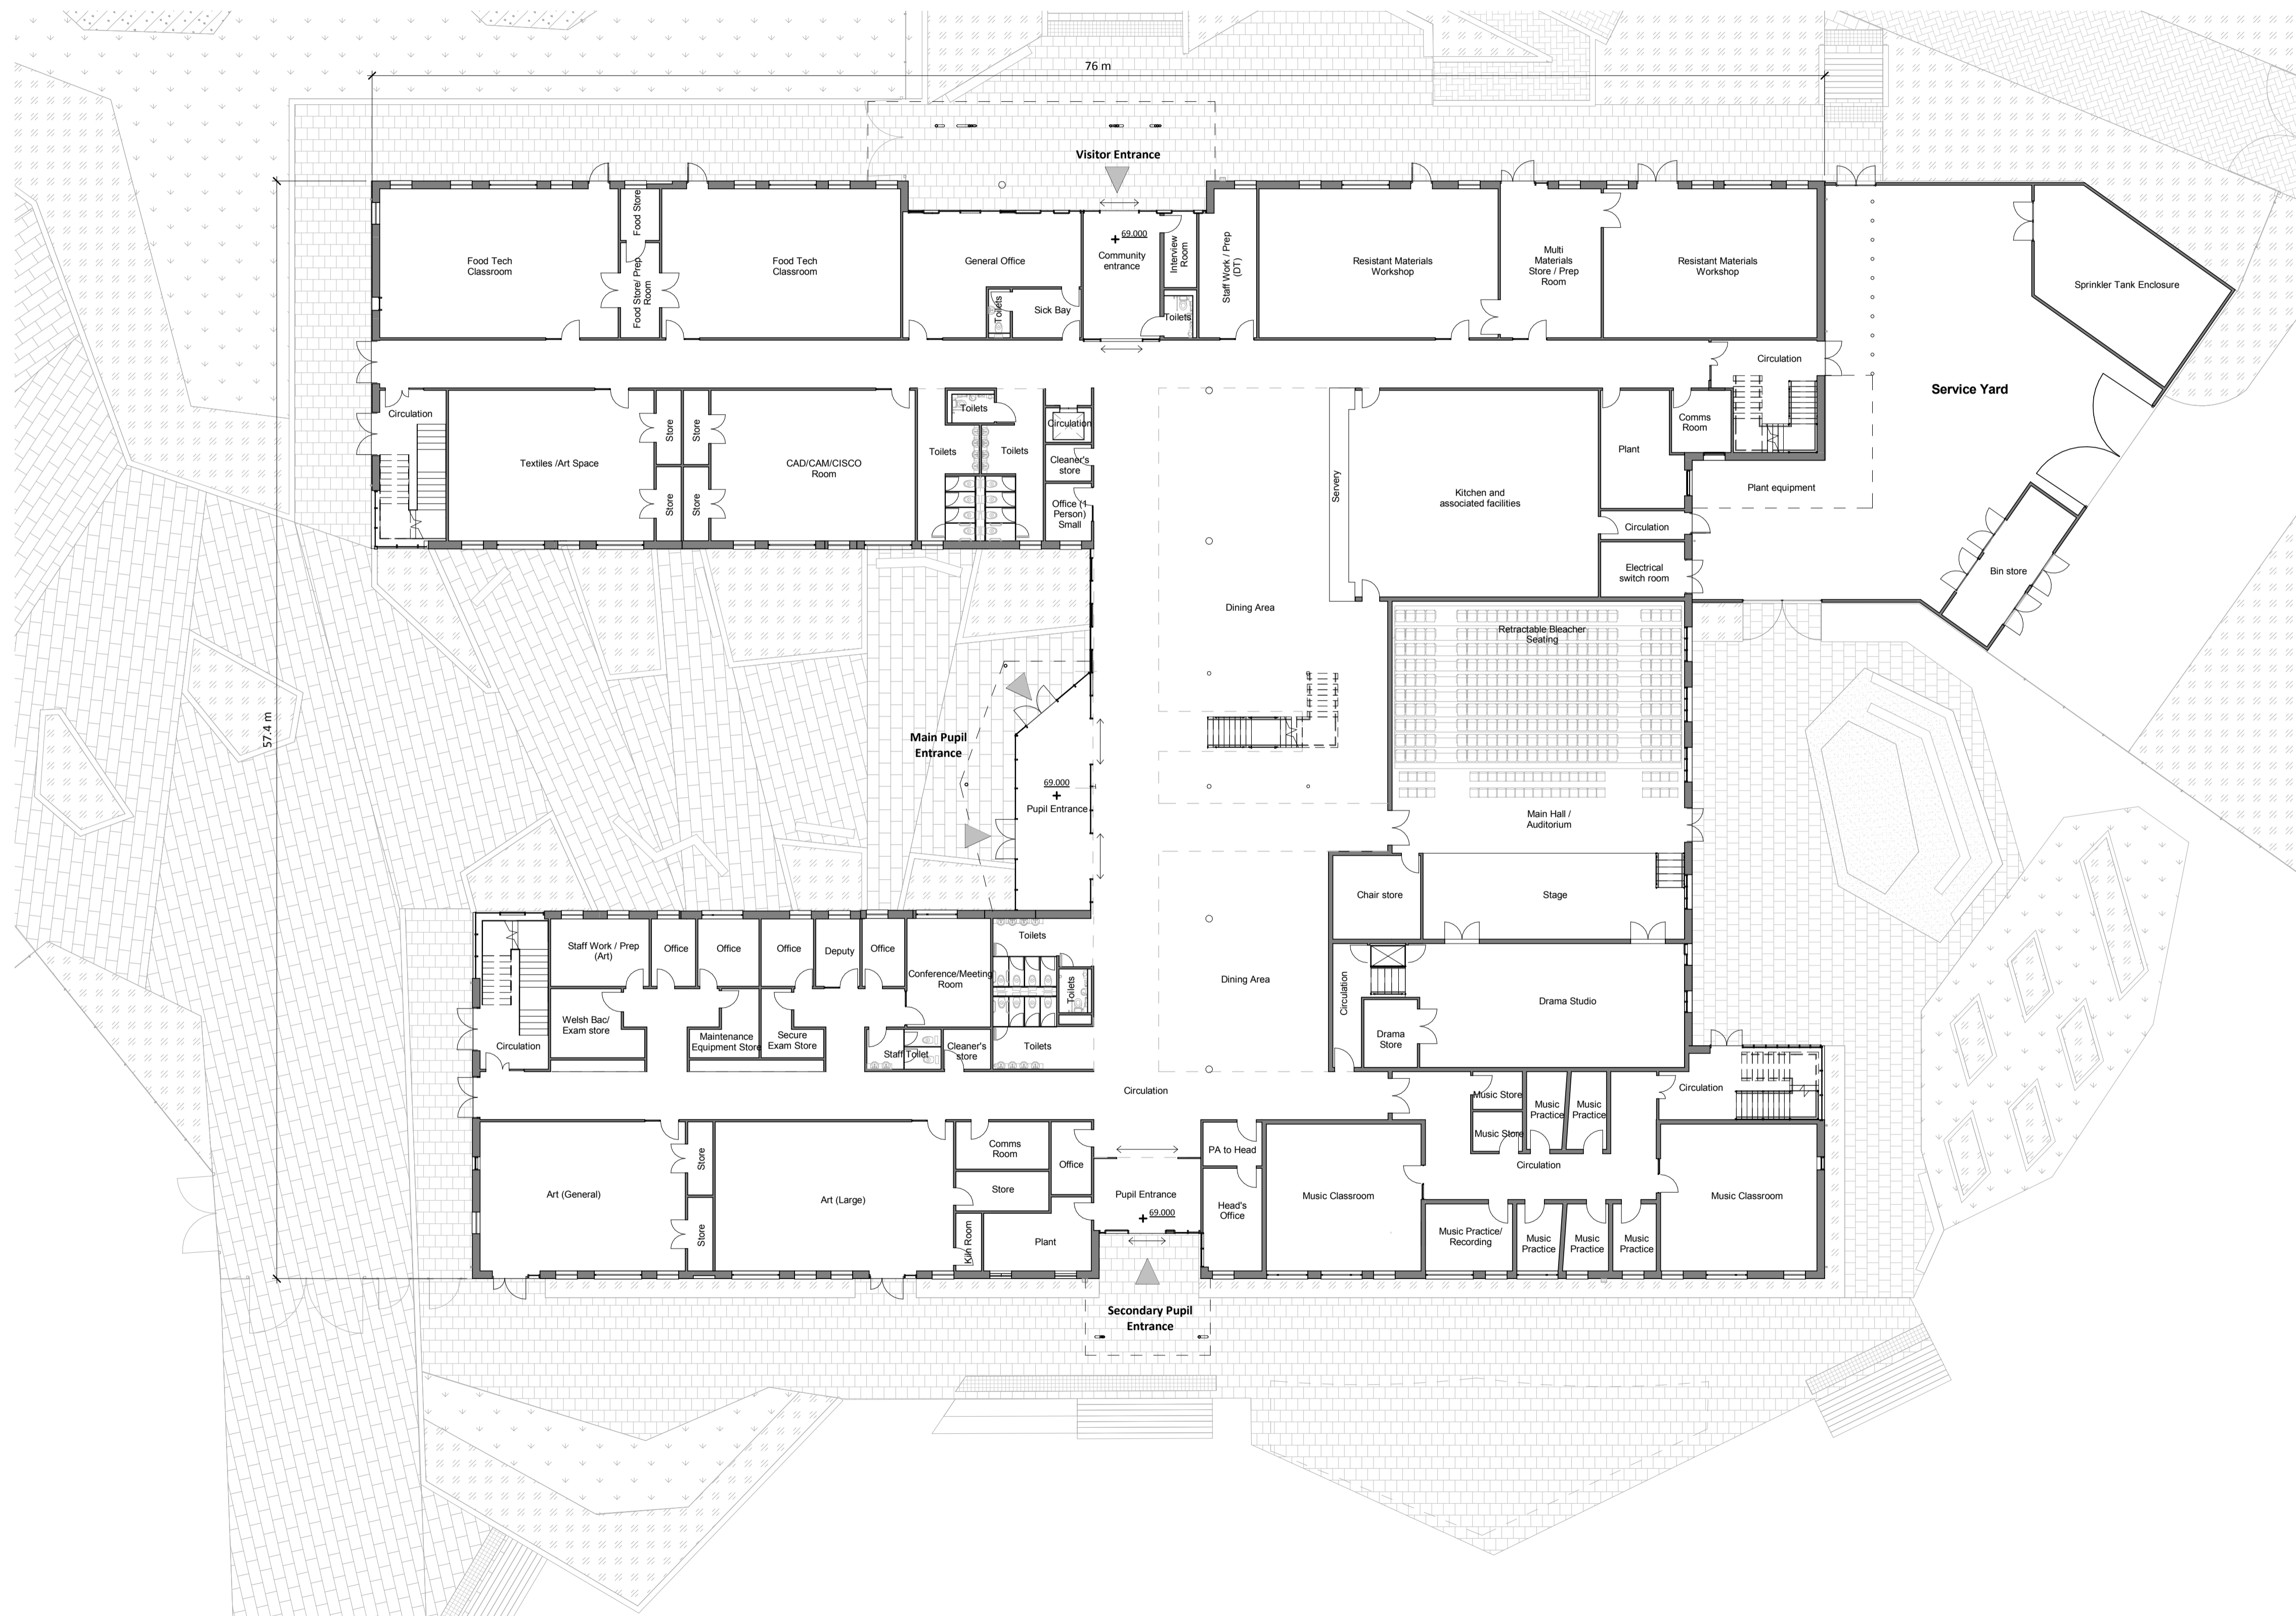 76 m
Visitor Entrance
69.000
Community
entrance
Interview
Room
Toilets
Food Tech
Classroom
Food Store
Food Store/ Prep
Room
Food Tech
Classroom
General Office
Toilets
Sick Bay
Staff Work / Prep
(DT)
Resistant Materials
Workshop
Multi
Materials
Store / Prep
Room
Resistant Materials
Workshop
Sprinkler Tank Enclosure
Circulation
Service Yard
Circulation
Textiles /Art Space
Store
Store
Store
Store
CAD/CAM/CISCO
Room
Toilets
Toilets
Toilets
Circulation
Cleaner's
store
Office (1
Person)
Small
Servery
Kitchen and
associated facilities
Plant
Comms
Room
Plant equipment
Circulation
Electrical
switch room
Bin store
Dining Area
Retractable Bleacher
Seating
57.4 m
Main Pupil
Entrance
69.000
Pupil Entrance
Main Hall /
Auditorium
Chair store
Stage
Staff Work / Prep
(Art)
Office
Office
Office
Deputy
Office
Conference/Meeting
Room
Toilets
Toilets
Toilets
Welsh Bac/
Exam store
Maintenance
Equipment Store
Secure
Exam Store
Staff Toilet
Cleaner's
store
Circulation
Dining Area
Circulation
Drama
Store
Drama Studio
Circulation
Music Store
Music Store
Music
Practice
Music
Practice
Circulation
Circulation
Art (General)
Store
Store
Art (Large)
Comms
Room
Store
Kiln Room
Office
Plant
Pupil Entrance
69.000
PA to Head
Head's
Office
Music Classroom
Music Practice/
Recording
Music
Practice
Music
Practice
Music
Practice
Music Classroom
Secondary Pupil
Entrance